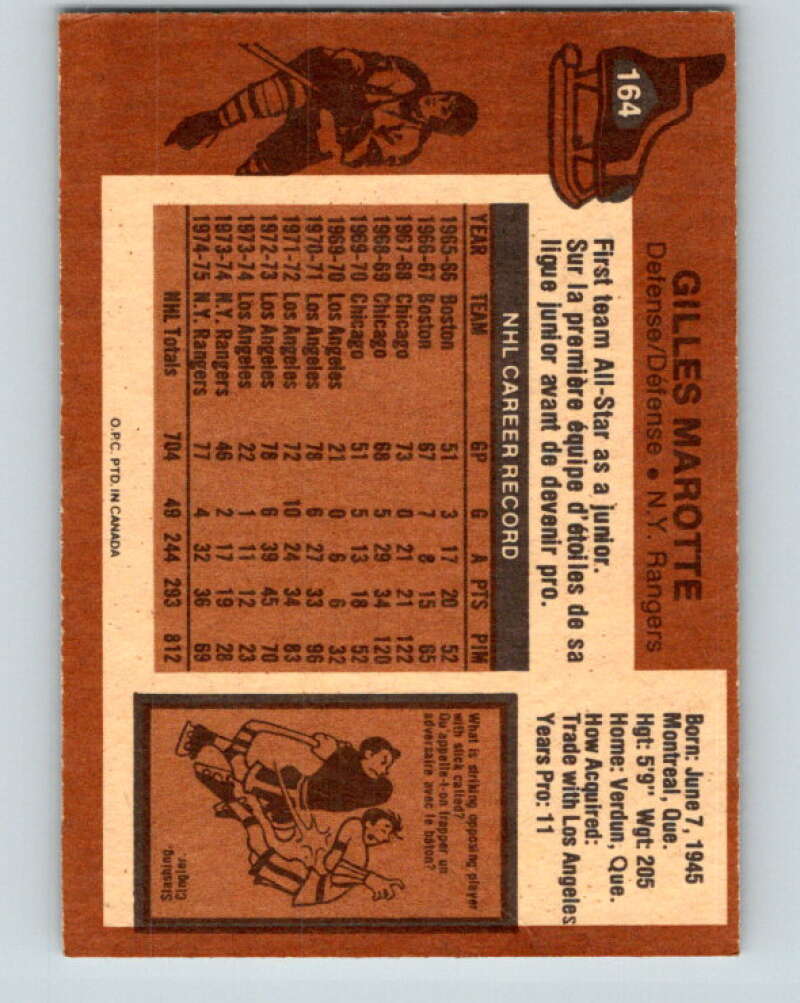 164
GILLES MAROTTE
Defense/Défense • N.Y. Rangers
Born: June 7, 1945
Montreal, Que.
Hgt: 5'9" Wgt: 205
Home: Verdun, Que.
How Acquired:
Trade with Los Angeles
Years Pro: 11
First team All-Star as a junior.
Sur la première équipe d'étoiles de sa
ligue junior avant de devenir pro.
NHL CAREER RECORD
YEAR TEAM GP G A PTS PIM
1965-66 Boston 51 3 17 20 52
1966-67 Boston 67 7 8 15 65
1967-68 Chicago 73 0 21 21 122
1968-69 Chicago 68 5 29 34 120
1969-70 Chicago 51 5 13 18 52
1969-70 Los Angeles 21 0 6 6 32
1970-71 Los Angeles 78 6 27 33 96
1971-72 Los Angeles 72 10 24 34 83
1972-73 Los Angeles 78 6 39 45 70
1973-74 Los Angeles 22 1 11 12 23
1973-74 N.Y. Rangers 46 2 17 19 28
1974-75 N.Y. Rangers 77 4 32 36 69
NHL Totals 704 49 244 293 812
What is striking opposing player
with stick called?
Qu'appelle-t-on frapper un
adversaire avec le bâton?
Slashing.
Cingler.
O.P.C. PTD. IN CANADA